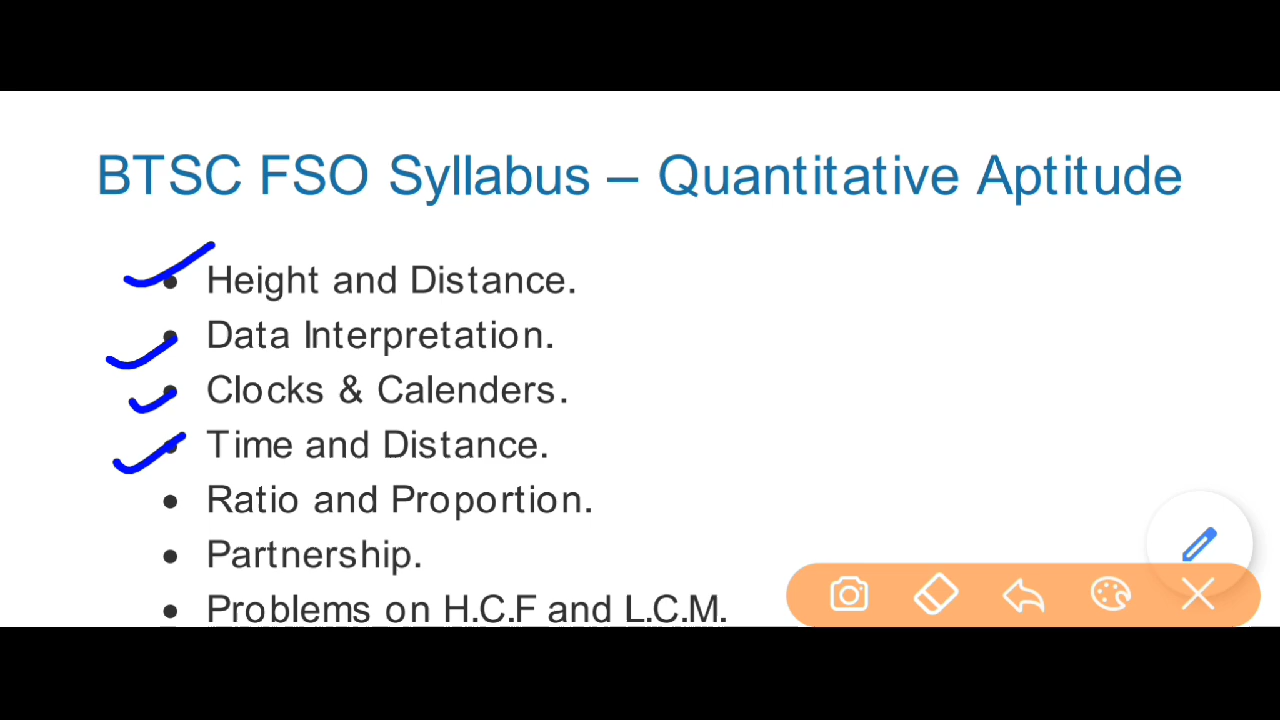 BTSC FSO Syllabus – Quantitative Aptitude
Height and Distance.
Data Interpretation.
Clocks & Calenders.
Time and Distance.
Ratio and Proportion.
Partnership.
Problems on H.C.F and L.C.M.